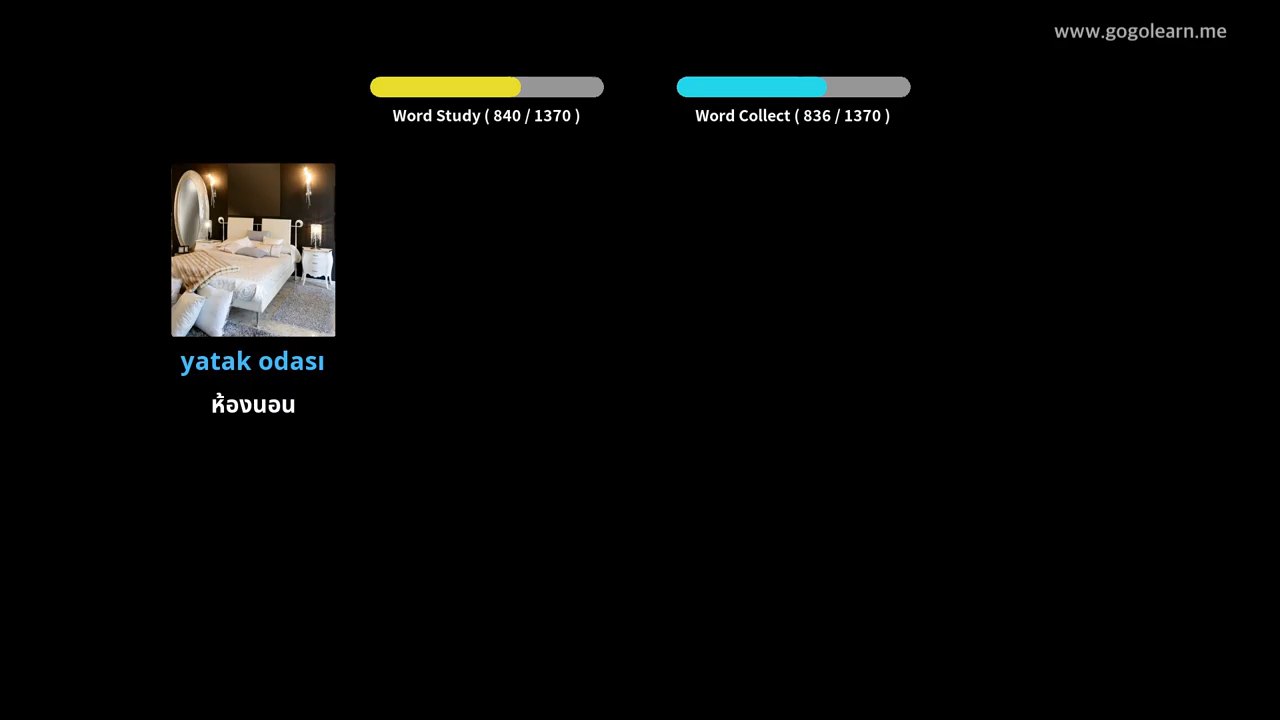 www.gogolearn.me
Word Study ( 840 / 1370 )
Word Collect ( 836 / 1370 )
yatak odası
ห้องนอน